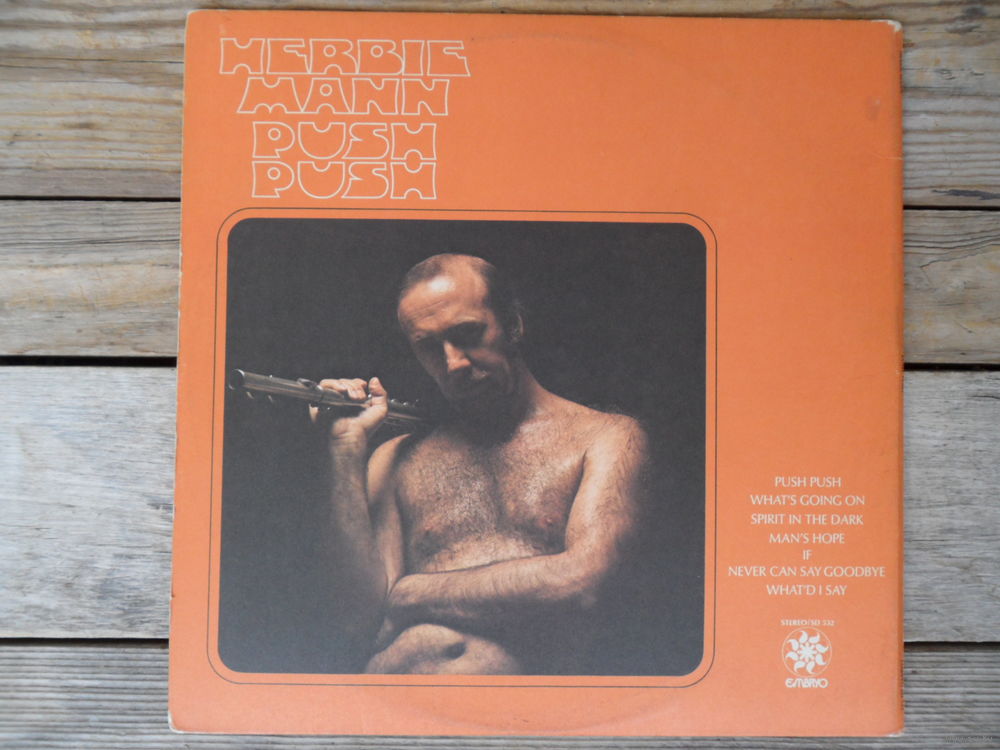 HERBIE
MANN
PUSH
PUSH
PUSH PUSH
WHAT'S GOING ON
SPIRIT IN THE DARK
MAN'S HOPE
IF
NEVER CAN SAY GOODBYE
WHAT'D I SAY
STEREO/SD 532
EMBRYO